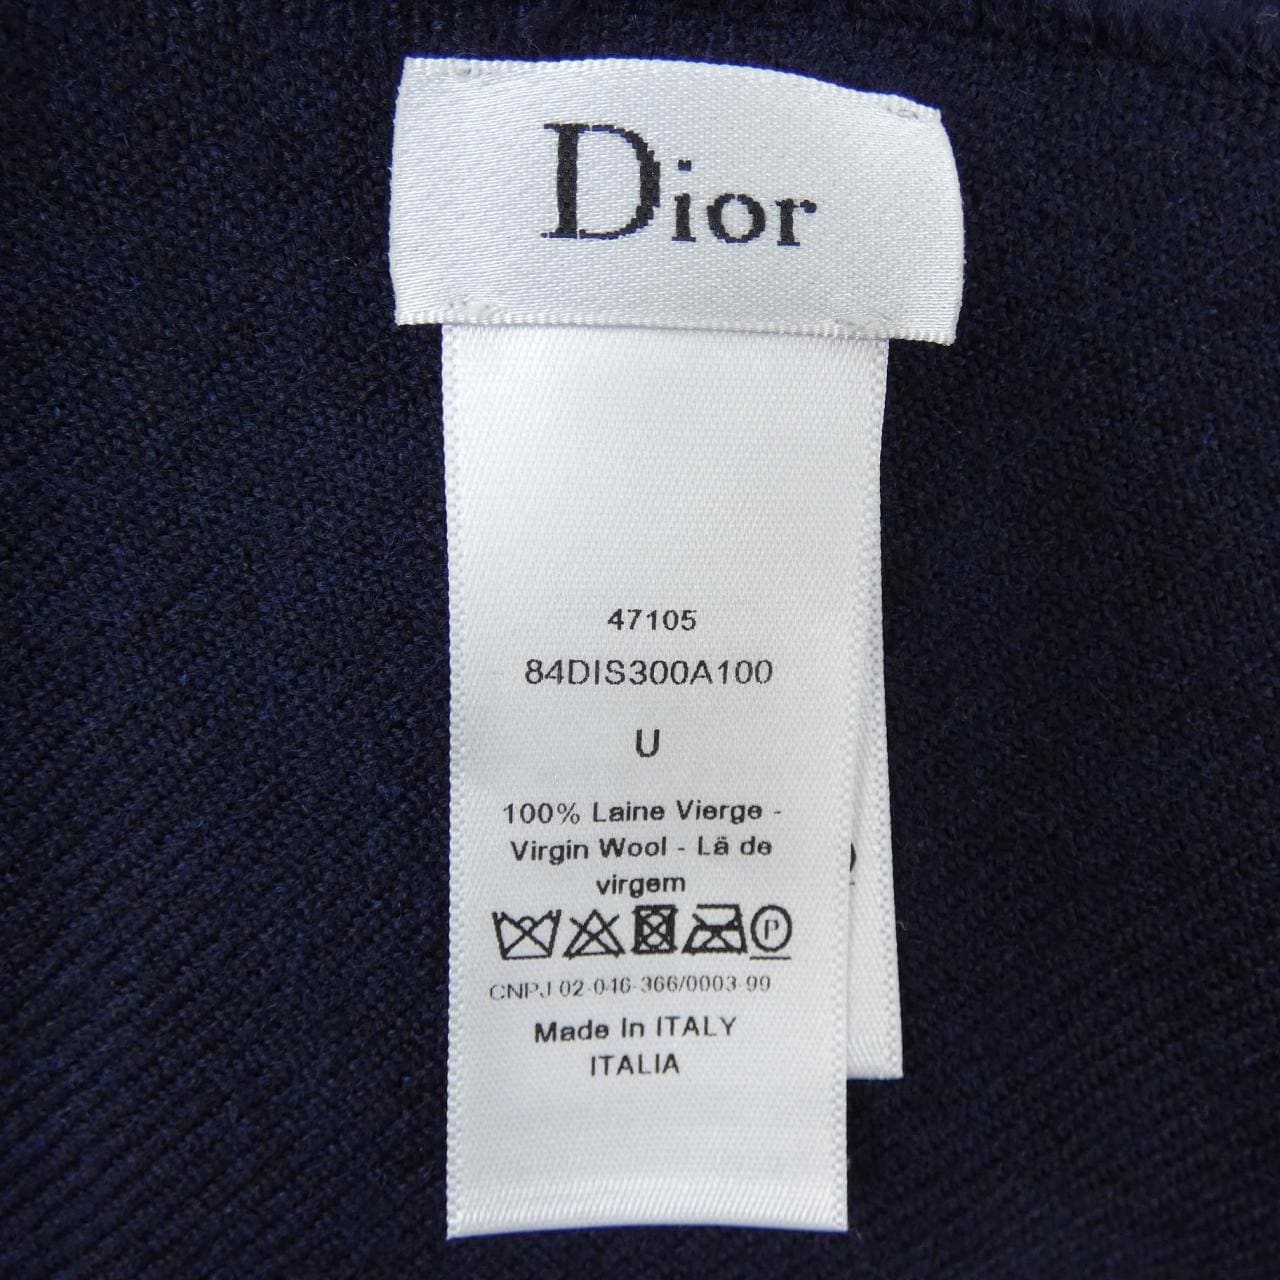 Dior
47105
84DIS300A100
U
100% Laine Vierge -
Virgin Wool - Lã de
virgem
P
CNPJ 02-046-366/0003-99
Made In ITALY
ITALIA